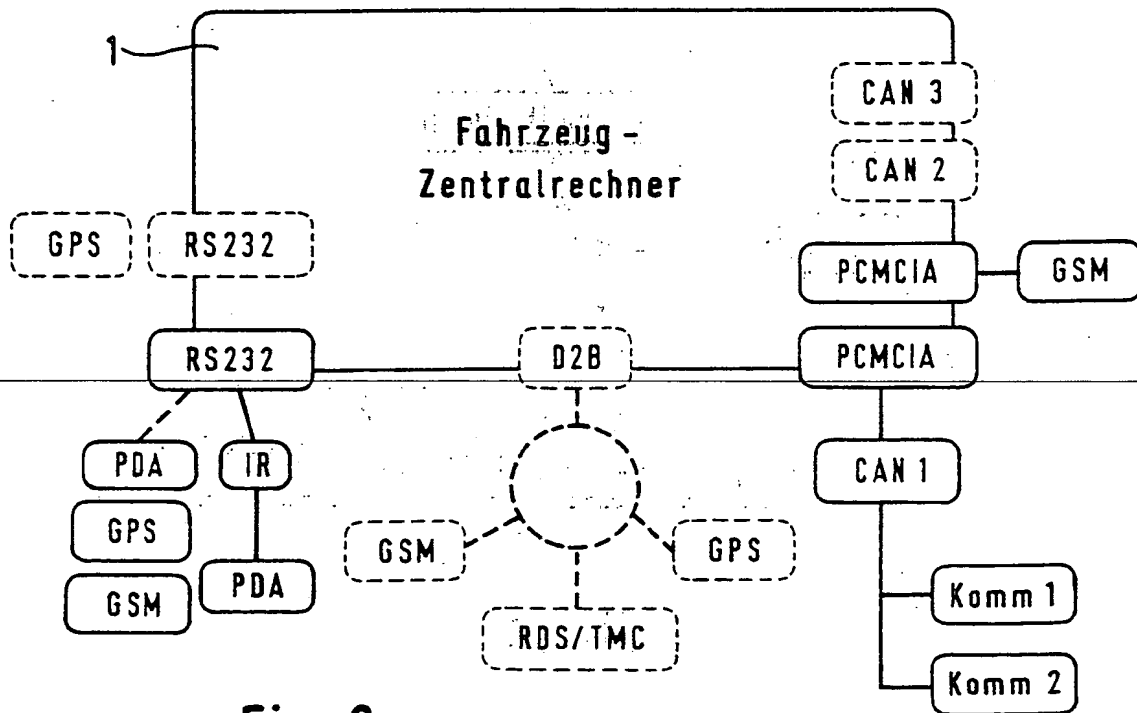 1
Fahrzeug-
Zentralrechner
CAN 3
CAN 2
GPS
RS232
PCMCIA
GSM
RS232
D2B
PCMCIA
PDA
IR
CAN 1
GPS
GSM
GPS
GSM
PDA
Komm 1
RDS/TMC
Komm 2